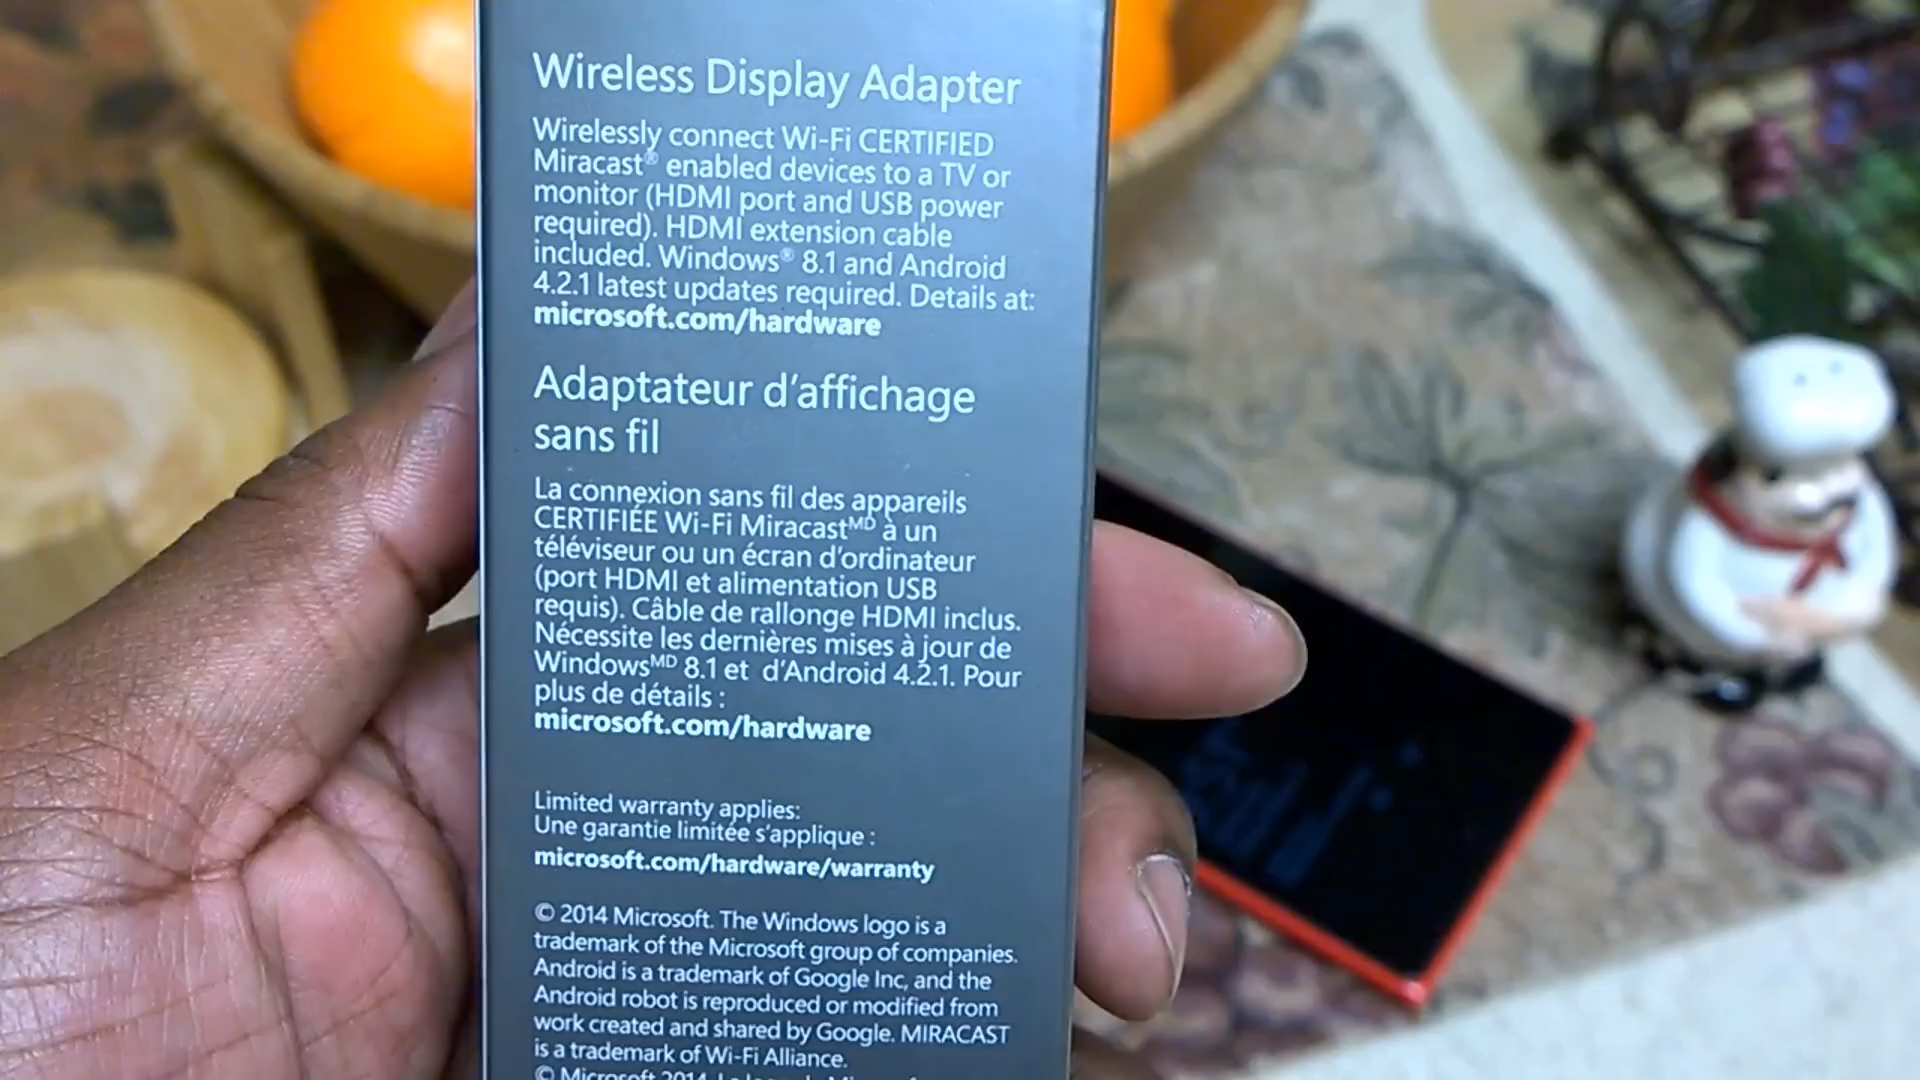 Wireless Display Adapter
Wirelessly connect Wi-Fi CERTIFIED
Miracast® enabled devices to a TV or
monitor (HDMI port and USB power
required). HDMI extension cable
included. Windows® 8.1 and Android
4.2.1 latest updates required. Details at:
microsoft.com/hardware
Adaptateur d'affichage
sans fil
La connexion sans fil des appareils
CERTIFIÉE Wi-Fi Miracast^MD à un
téléviseur ou un écran d'ordinateur
(port HDMI et alimentation USB
requis). Câble de rallonge HDMI inclus.
Nécessite les dernières mises à jour de
Windows^MD 8.1 et d'Android 4.2.1. Pour
plus de détails :
microsoft.com/hardware
Limited warranty applies:
Une garantie limitée s'applique :
microsoft.com/hardware/warranty
© 2014 Microsoft. The Windows logo is a
trademark of the Microsoft group of companies.
Android is a trademark of Google Inc, and the
Android robot is reproduced or modified from
work created and shared by Google. MIRACAST
is a trademark of Wi-Fi Alliance.
© Microsoft 2014.